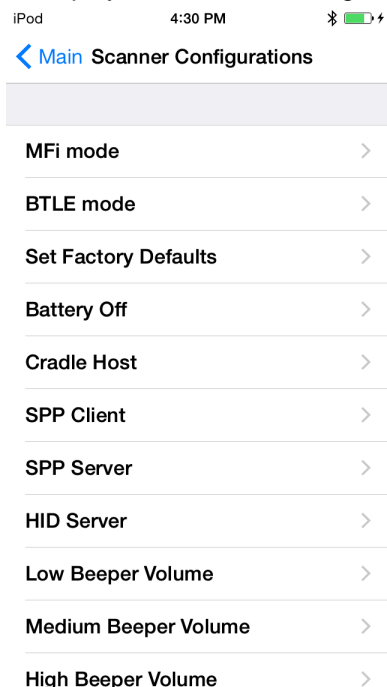 iPod 4:30 PM
Main Scanner Configurations
MFi mode
BTLE mode
Set Factory Defaults
Battery Off
Cradle Host
SPP Client
SPP Server
HID Server
Low Beeper Volume
Medium Beeper Volume
High Beeper Volume